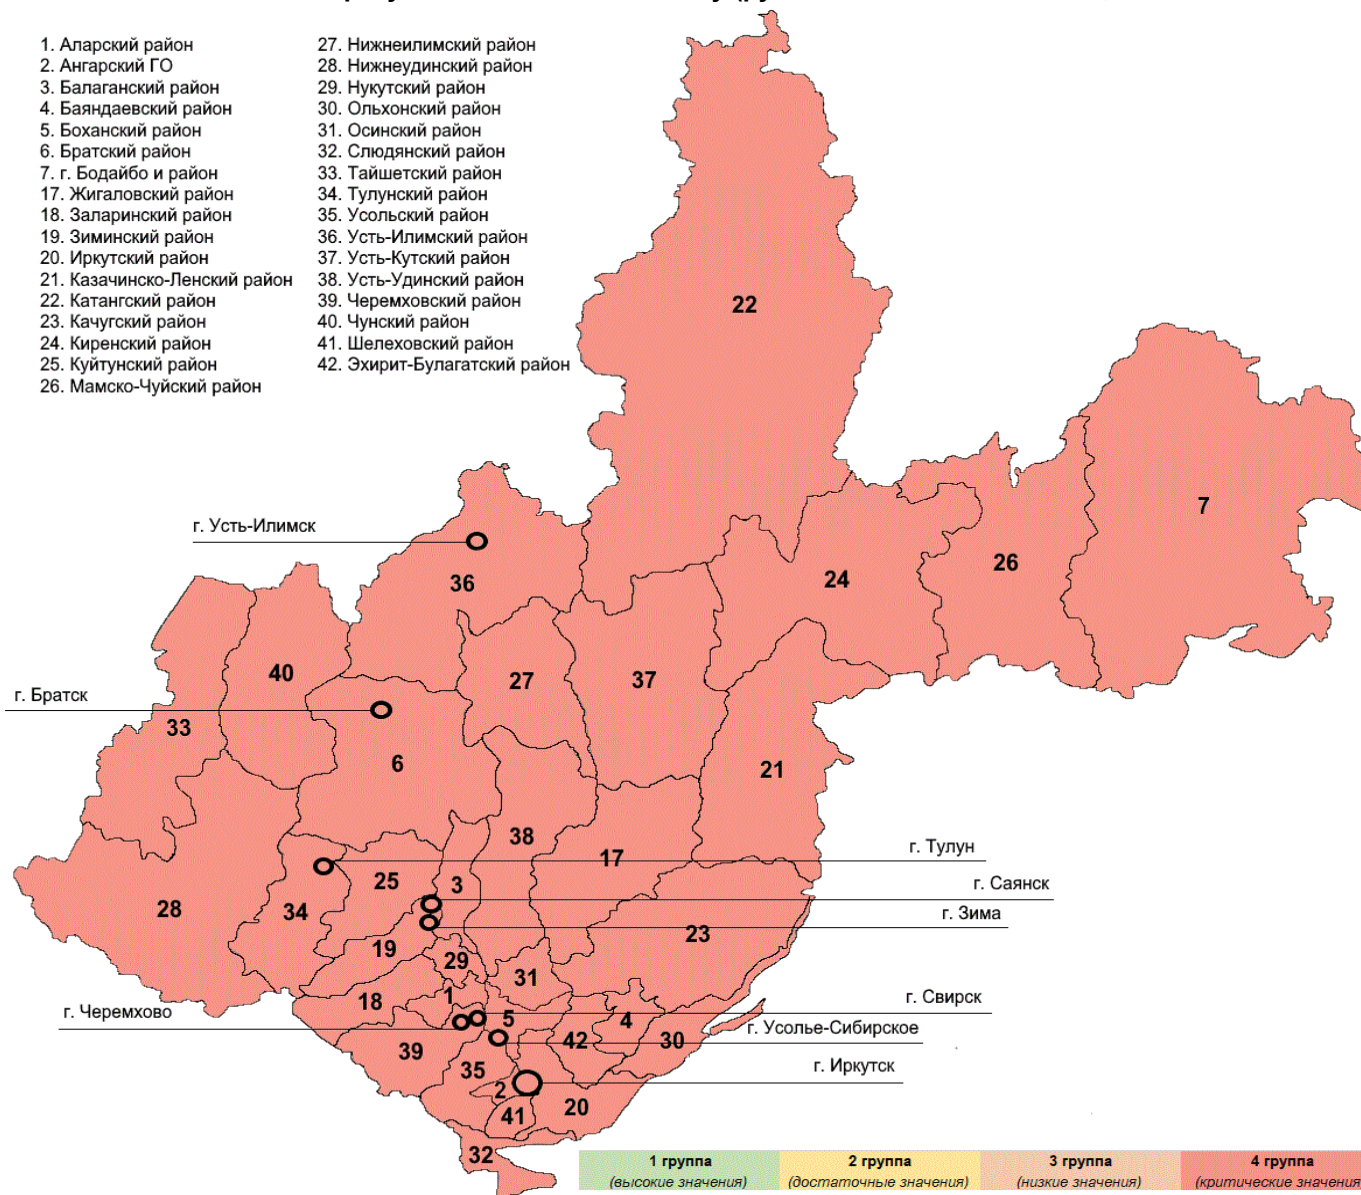 1. Аларский район
2. Ангарский ГО
3. Балаганский район
4. Баяндаевский район
5. Боханский район
6. Братский район
7. г. Бодайбо и район
17. Жигаловский район
18. Заларинский район
19. Зиминский район
20. Иркутский район
21. Казачинско-Ленский район
22. Катангский район
23. Качугский район
24. Киренский район
25. Куйтунский район
26. Мамско-Чуйский район
27. Нижнеилимский район
28. Нижнеудинский район
29. Нукутский район
30. Ольхонский район
31. Осинский район
32. Слюдянский район
33. Тайшетский район
34. Тулунский район
35. Усольский район
36. Усть-Илимский район
37. Усть-Кутский район
38. Усть-Удинский район
39. Черемховский район
40. Чунский район
41. Шелеховский район
42. Эхирит-Булагатский район
22
7
г. Усть-Илимск
26
24
36
40
27
37
г. Братск
33
6
21
38
17
г. Тулун
25
3
г. Саянск
28
34
г. Зима
23
19
29
31
18
1
г. Свирск
г. Черемхово
5
4
г. Усолье-Сибирское
42
30
39
35
г. Иркутск
2
20
41
32
1 группа
(высокие значения)
2 группа
(достаточные значения)
3 группа
(низкие значения)
4 группа
(критические значения